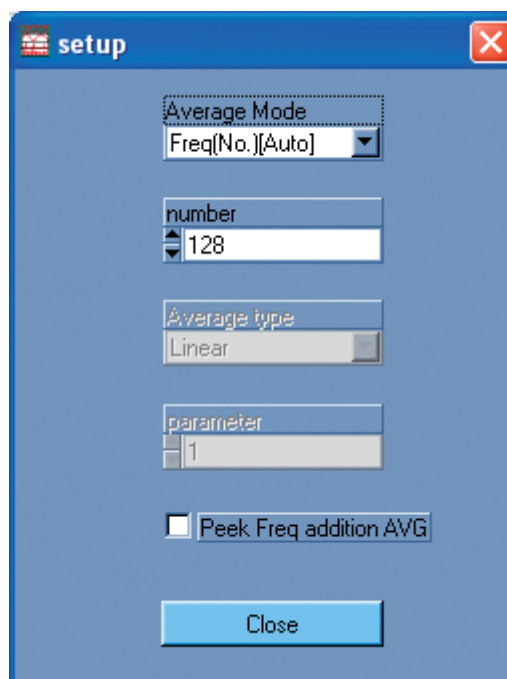 setup
Average Mode
Freq(No.)[Auto]
number
128
Average type
Linear
parameter
1
Peek Freq addition AVG
Close